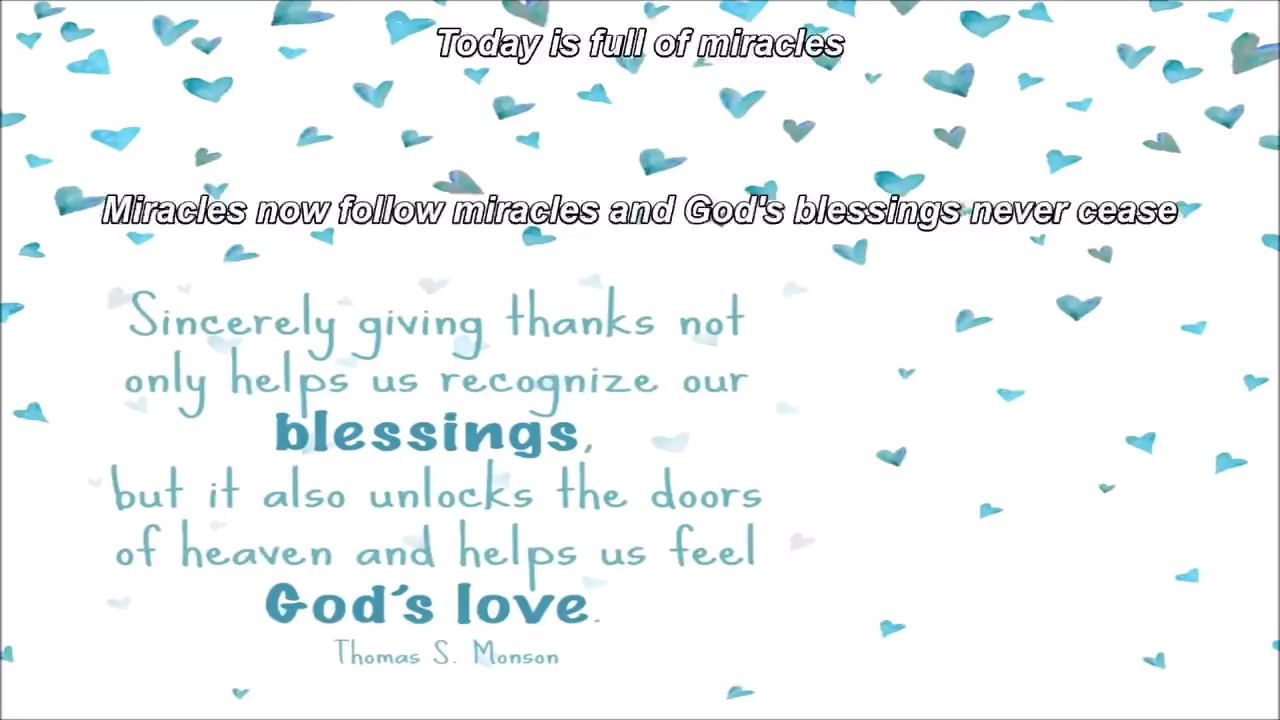 Today is full of miracles
Miracles now follow miracles and God's blessings never cease
Sincerely giving thanks not
only helps us recognize our
blessings,
but it also unlocks the doors
of heaven and helps us feel
God's love.
Thomas S. Monson